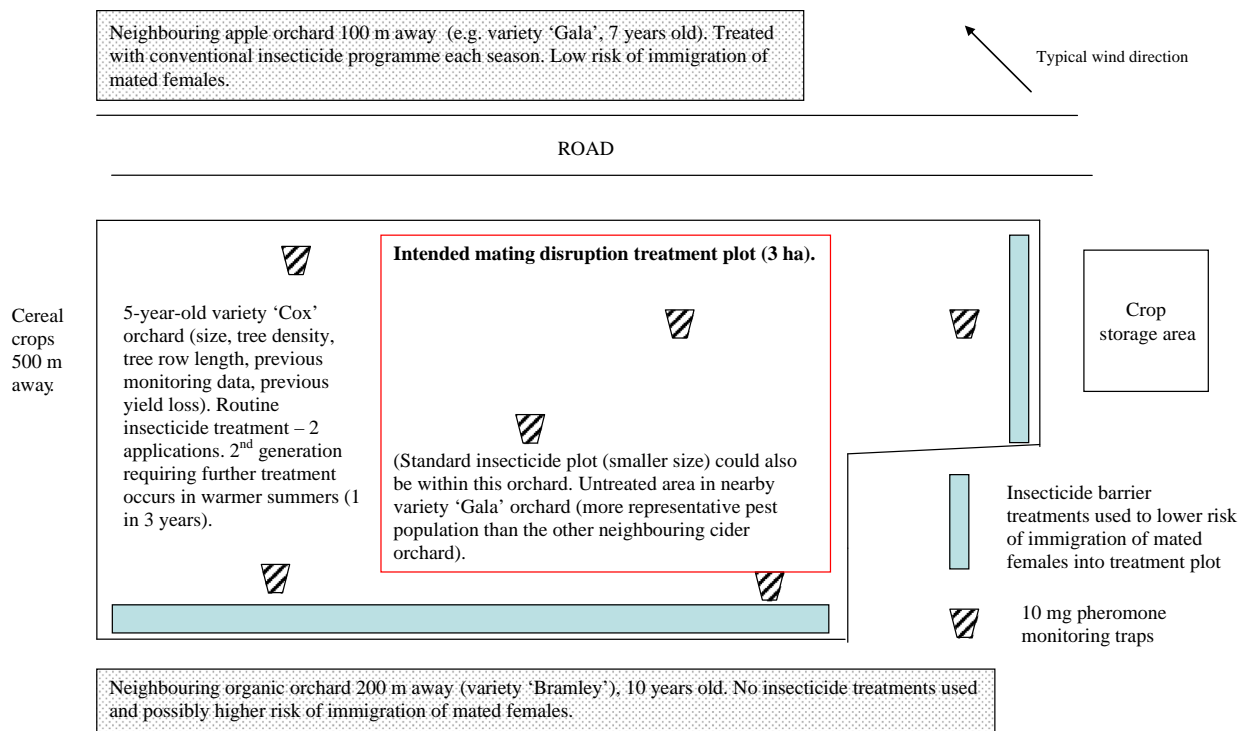 Neighbouring apple orchard 100 m away  (e.g. variety ‘Gala’, 7 years old). Treated
with conventional insecticide programme each season. Low risk of immigration of
mated females.
Typical wind direction
ROAD
Intended mating disruption treatment plot (3 ha).
Cereal
crops
500 m
away.
5-year-old variety ‘Cox’
orchard (size, tree density,
tree row length, previous
monitoring data, previous
yield loss). Routine
insecticide treatment – 2
applications. 2nd generation
requiring further treatment
occurs in warmer summers (1
in 3 years).
Crop
storage area
(Standard insecticide plot (smaller size) could also
be within this orchard. Untreated area in nearby
variety ‘Gala’ orchard (more representative pest
population than the other neighbouring cider
orchard).
Insecticide barrier
treatments used to lower risk
of immigration of mated
females into treatment plot
10 mg pheromone
monitoring traps
Neighbouring organic orchard 200 m away (variety ‘Bramley’), 10 years old. No insecticide treatments used
and possibly higher risk of immigration of mated females.